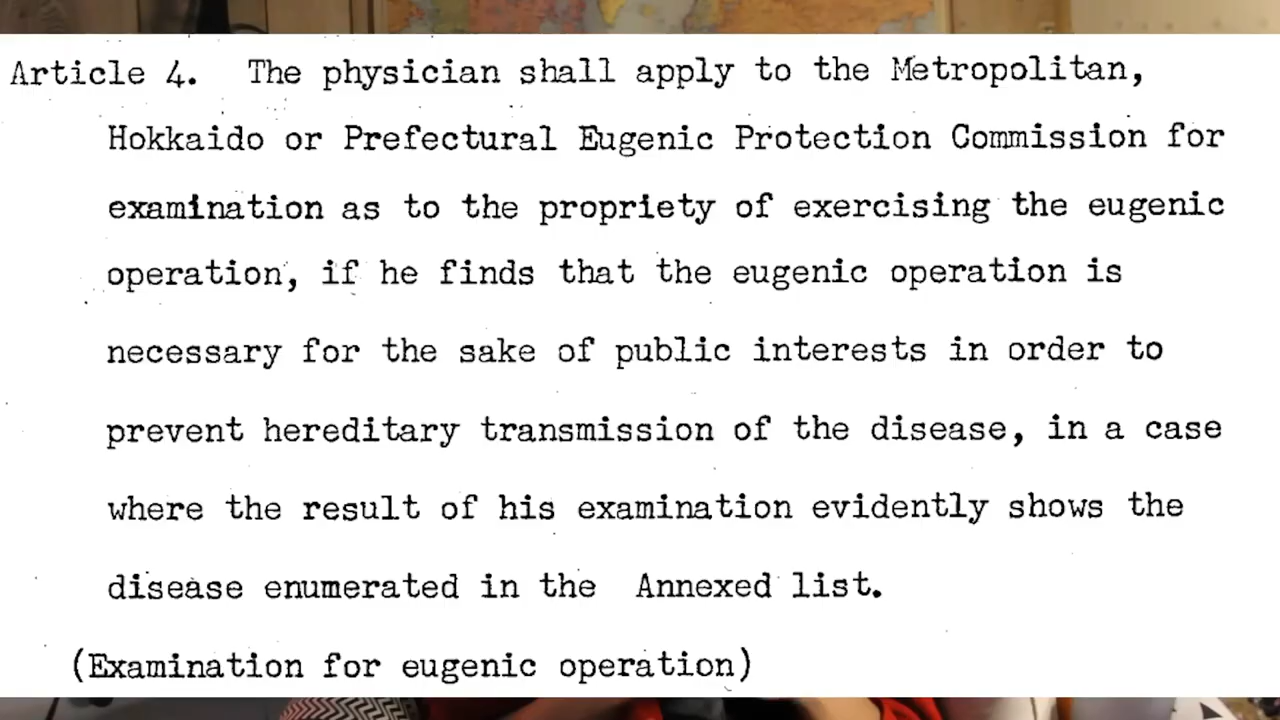 Article 4. The physician shall apply to the Metropolitan,
Hokkaido or Prefectural Eugenic Protection Commission for
examination as to the propriety of exercising the eugenic
operation, if he finds that the eugenic operation is
necessary for the sake of public interests in order to
prevent hereditary transmission of the disease, in a case
where the result of his examination evidently shows the
disease enumerated in the Annexed list.
(Examination for eugenic operation)